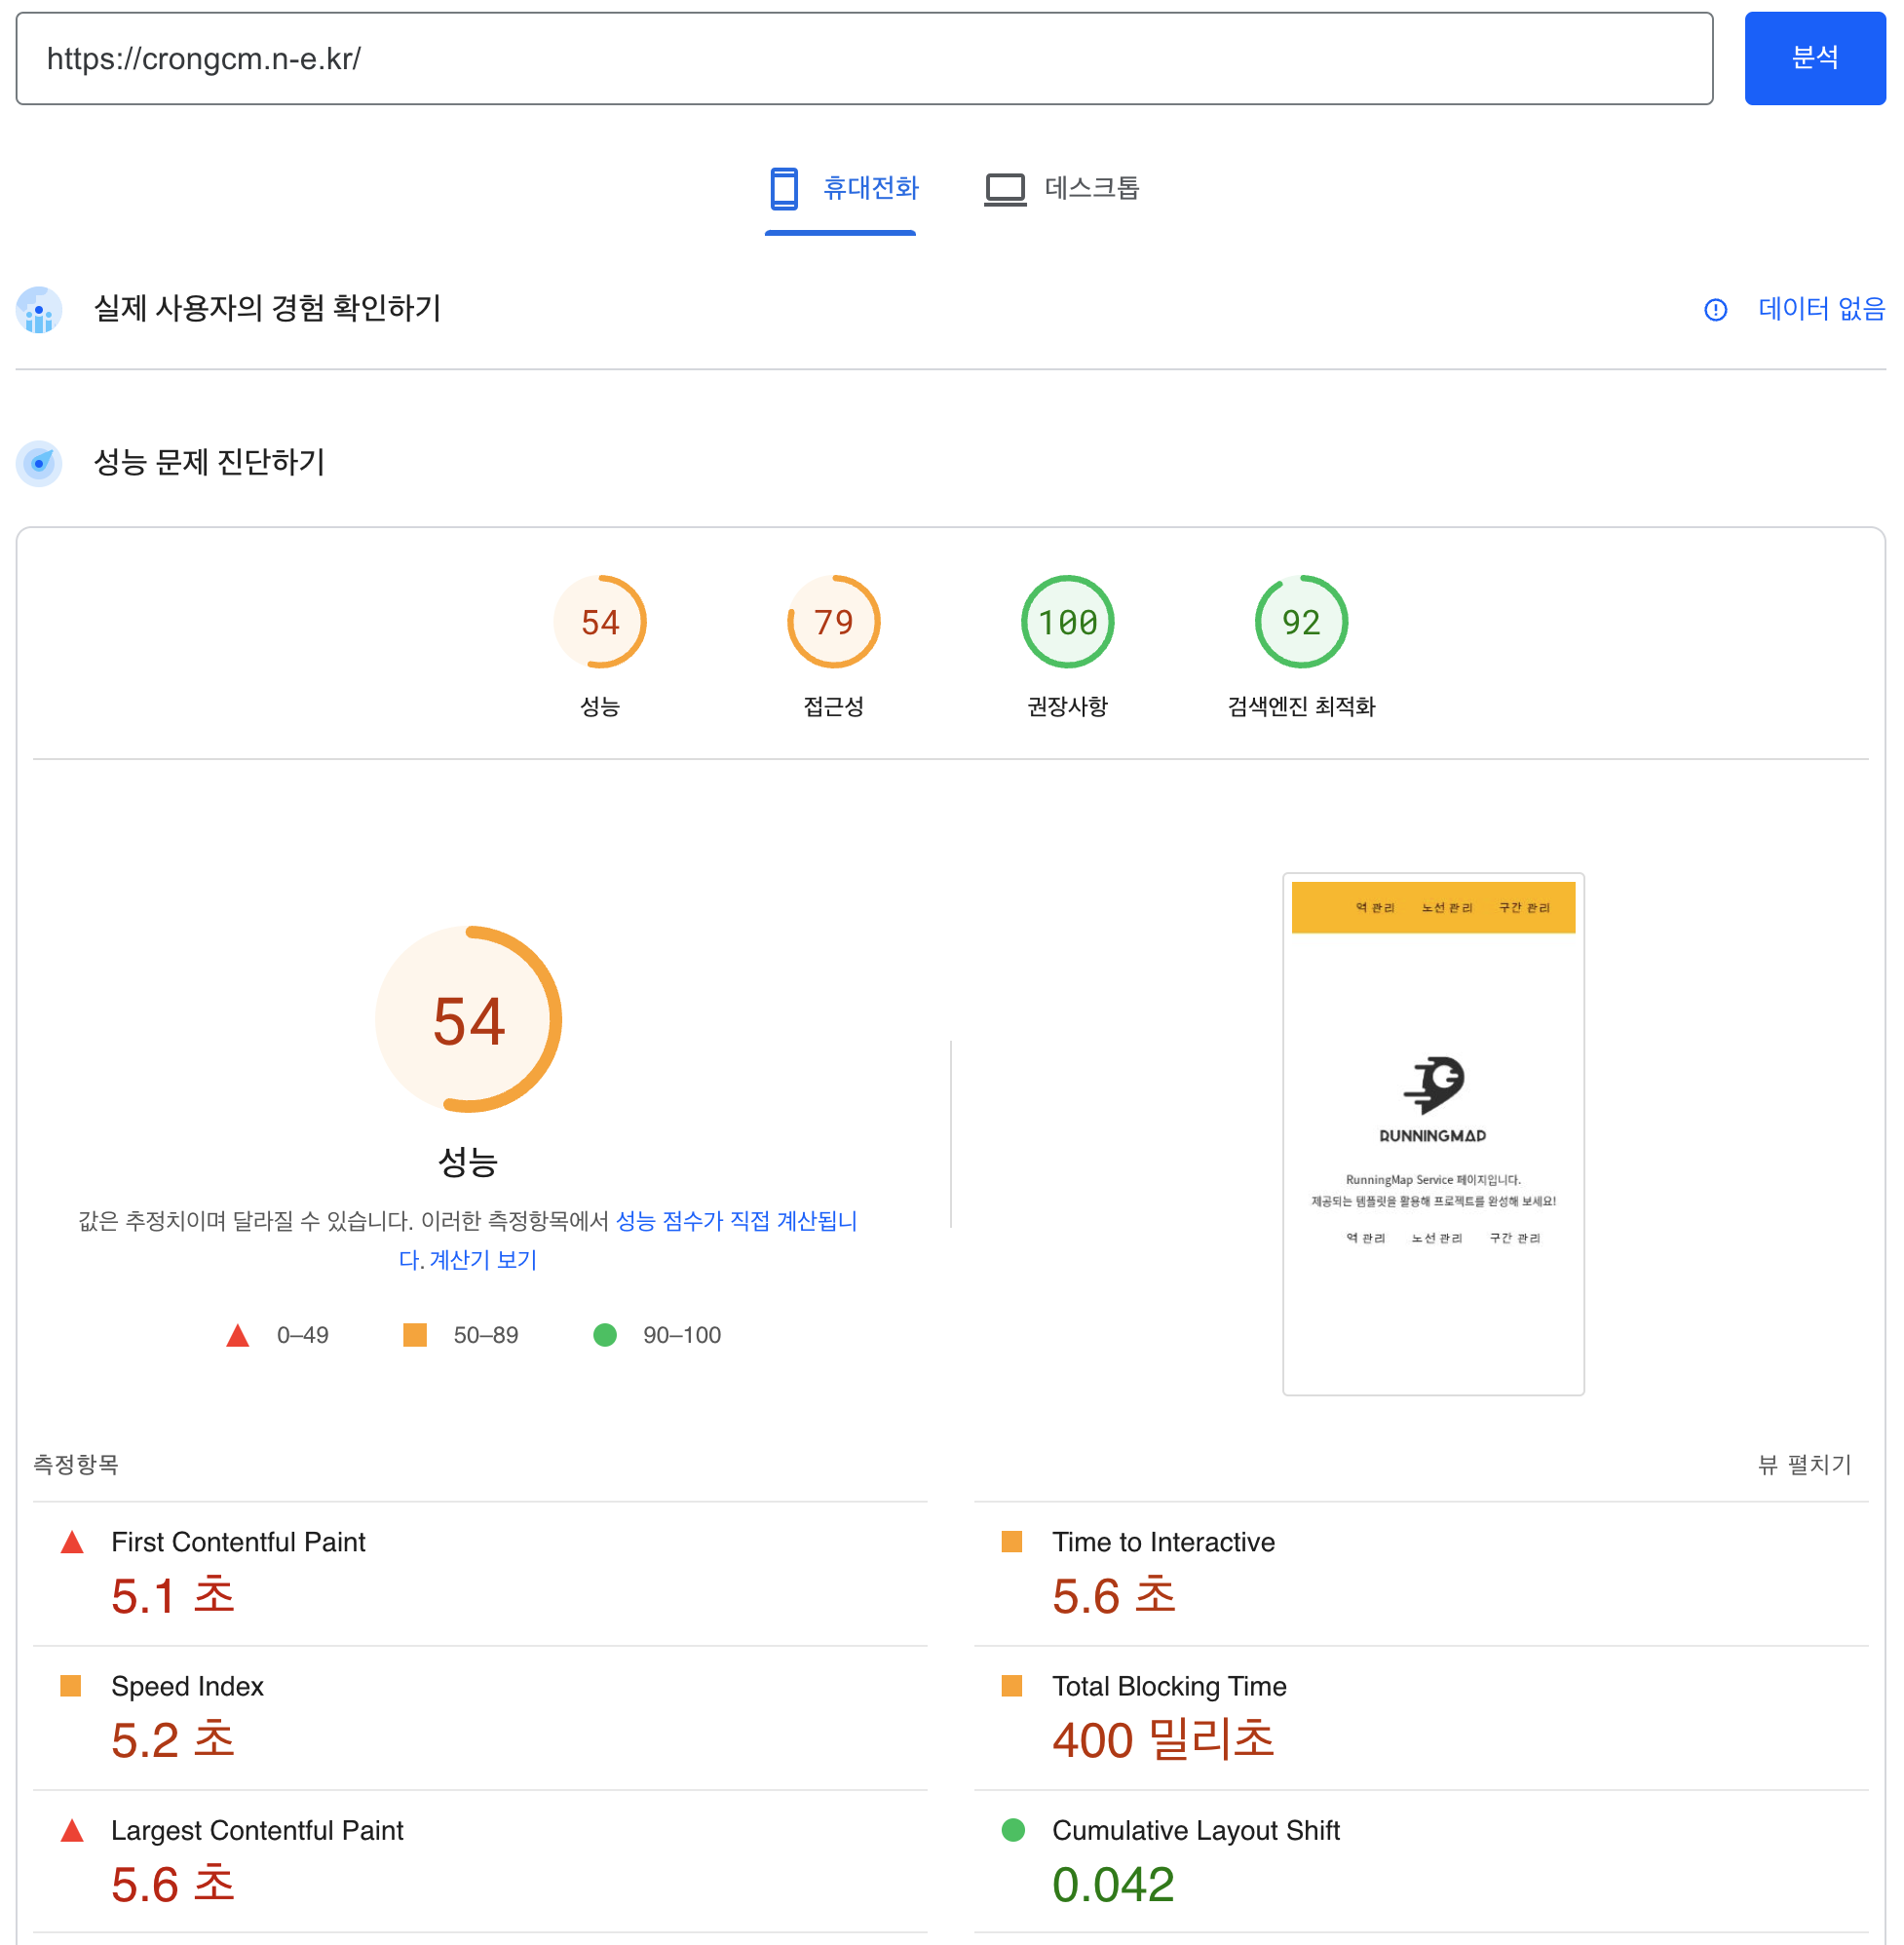 https://crongcm.n-e.kr/
분석
휴대전화
데스크톱
실제 사용자의 경험 확인하기
데이터 없음
성능 문제 진단하기
54
79
100
92
성능
접근성
권장사항
검색엔진 최적화
54
성능
값은 추정치이며 달라질 수 있습니다. 이러한 측정항목에서 성능 점수가 직접 계산됩니
다. 계산기 보기
0–49
50–89
90–100
역 관리
노선 관리
구간 관리
RUNNINGMAP
RunningMap Service 페이지입니다.
제공되는 템플릿을 활용해 프로젝트를 완성해 보세요!
역 관리
노선 관리
구간 관리
측정항목
뷰 펼치기
First Contentful Paint
5.1 초
Time to Interactive
5.6 초
Speed Index
5.2 초
Total Blocking Time
400 밀리초
Largest Contentful Paint
5.6 초
Cumulative Layout Shift
0.042